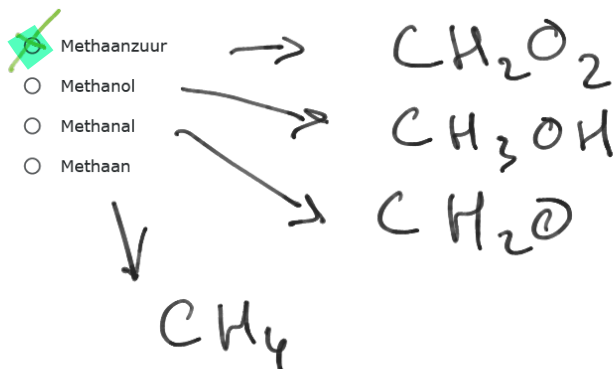 Methaanzuur → CH₂O₂
Methanol → CH₃OH
Methanal → CH₂O
Methaan
CH₄